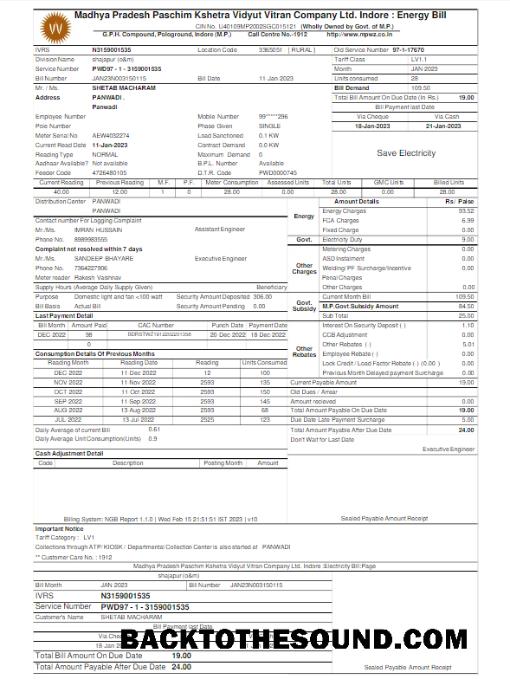 Madhya Pradesh Paschim Kshetra Vidyut Vitran Company Ltd. Indore : Energy Bill
CIN No. U40109MP2002SGC015121 (Wholly Owned by Govt. of M.P.)
G.P.H. Compound, Pologround, Indore (M.P.) Call Centre No.-1912 http://www.mpwz.co.in
IVRS N3159001535 Location Code 3365051 [ RURAL ] Old Service Number 97-1-17670
Division Name shajapur (o&m) Tariff Code LV1.1
Service Number PWD97 - 1 - 3159001535 Month JAN 2023
Bill Number JAN23N003150115 Bill Date 11 Jan 2023 Units consumed 28
Mr. / Ms. SHETAB MACHARAM Bill Demand 109.50
Address PANWADI , Total Bill Amount On Due Date (In Rs.) 19.00
Panwadi Bill Payment last Date
Employee Number Mobile Number 99*****296 Via Cheque Via Cash
Pole Number Phase Given SINGLE 18-Jan-2023 21-Jan-2023
Meter Serial No AEW4032274 Sanctioned Load 0.1 KW
Current Read Date 11-Jan-2023 Contract Demand 0.0 KW
Reading Type NORMAL Maximum Demand 0 Save Electricity
Aadhaar Available? Not available B.P.L. Number Available
Feeder Code 4726480105 D.T.R. Code PWD0000745
Current Reading Previous Reading M.F. P.F. Meter Consumption Assessed Units Total Units GMC Units Billed Units
40.00 12.00 1 0 28.00 0.00 28.00 0.00 28.00
Distribution Center PANWADI Amount Details Rs/ Paise
PANWADI Energy Energy Charges 93.52
Contact number For Logging Complaint FCA Charges 6.99
Mr./Ms. IMRAN HUSSAIN Assistant Engineer Fixed Charge 0.00
Phone No. 8989983555 Govt. Electricity Duty 9.00
Complaint not resolved within 7 days Metering Charges 0.00
Mr./Ms. SANDEEP BHAYARE Executive Engineer Other Charges ASD Instalment 0.00
Phone No. 7364227906 Welding/ PF Surcharge/Incentive 0.00
Meter reader Rakesh Vaishnav Penal Charges
Supply Hours (Average Daily Supply Given) Beneficiary Other Charges 0.00
Purpose Domestic light and fan <100 watt Security Amount Deposited 306.00 Govt. Subsidy Current Month Bill 109.50
Bill Basis Actual Bill Security Amount Pending 0.00 M.P.Govt.Subsidy Amount 84.50
Last Payment Detail Sub Total 25.00
Bill Month Amount Paid CAC Number Punch Date Payment Date Interest On Security Deposit ( ) 1.10
DEC 2022 98 20 Dec 2022 18 Dec 2022 CCB Adjustment 0.00
Other Rebates Other Rebates ( ) 5.01
Consumption Details Of Previous Months Employee Rebate ( ) 0.00
Reading Month Reading Date Reading Units Consumed Lock Credit / Load Factor Rebate ( ) (0.00 ) 0.00
DEC 2022 11 Dec 2022 12 100 Previous Month Delayed payment Surcharge 0.00
NOV 2022 11 Nov 2022 2593 135 Current Payable Amount 19.00
OCT 2022 11 Oct 2022 2593 150 Old Dues / Arrear
SEP 2022 11 Sep 2022 2593 145 Amount recieved 0.00
AUG 2022 13 Aug 2022 2593 68 Total Amount Payable On Due Date 19.00
JUL 2022 13 Jul 2022 2525 123 Due Date Late Payment Surcharge 5.00
Daily Average of current Bill 0.61 Total Amount Payable After Due Date 24.00
Daily Average Unit Consumption(Units) 0.9 Don't Wait for Last Date
Cash Adjustment Detail Executive Engineer
Code Description Posting Month Amount
Billing System: NGB Report 1.1.0 | Wed Feb 15 21:51:51 IST 2023 | v10 Sealed Payable Amount Receipt
Important Notice
Tariff Category : LV1
Collections through ATP/ KIOSK / Departmental Collection Center is also started at PANWADI
** Customer Care No. : 1912
Madhya Pradesh Paschim Kshetra Vidyut Vitran Company Ltd. Indore :Electricity Bill:Page
shajapur (o&m)
Bill Month JAN 2023 Bill Number JAN23N003150115
IVRS N3159001535
Service Number PWD97 - 1 - 3159001535
Customer's Name SHETAB MACHARAM
Bill Payment last Date
BACKTOTHESOUND.COM
Total Bill Amount On Due Date 19.00
Total Amount Payable After Due Date 24.00 Sealed Payable Amount Receipt